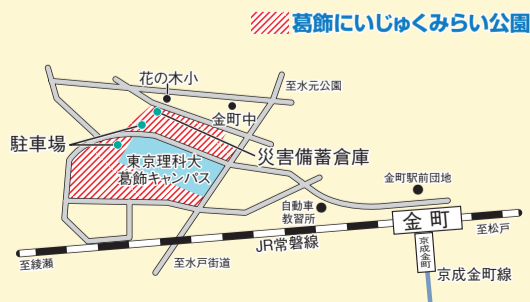 葛飾にいじゅくみらい公園
花の木小
至水元公園
金町中
駐車場
災害備蓄倉庫
東京理科大
葛飾キャンパス
金町駅前団地
自動車
教習所
金町
至松戸
JR常磐線
京成金町
至綾瀬
至水戸街道
京成金町線